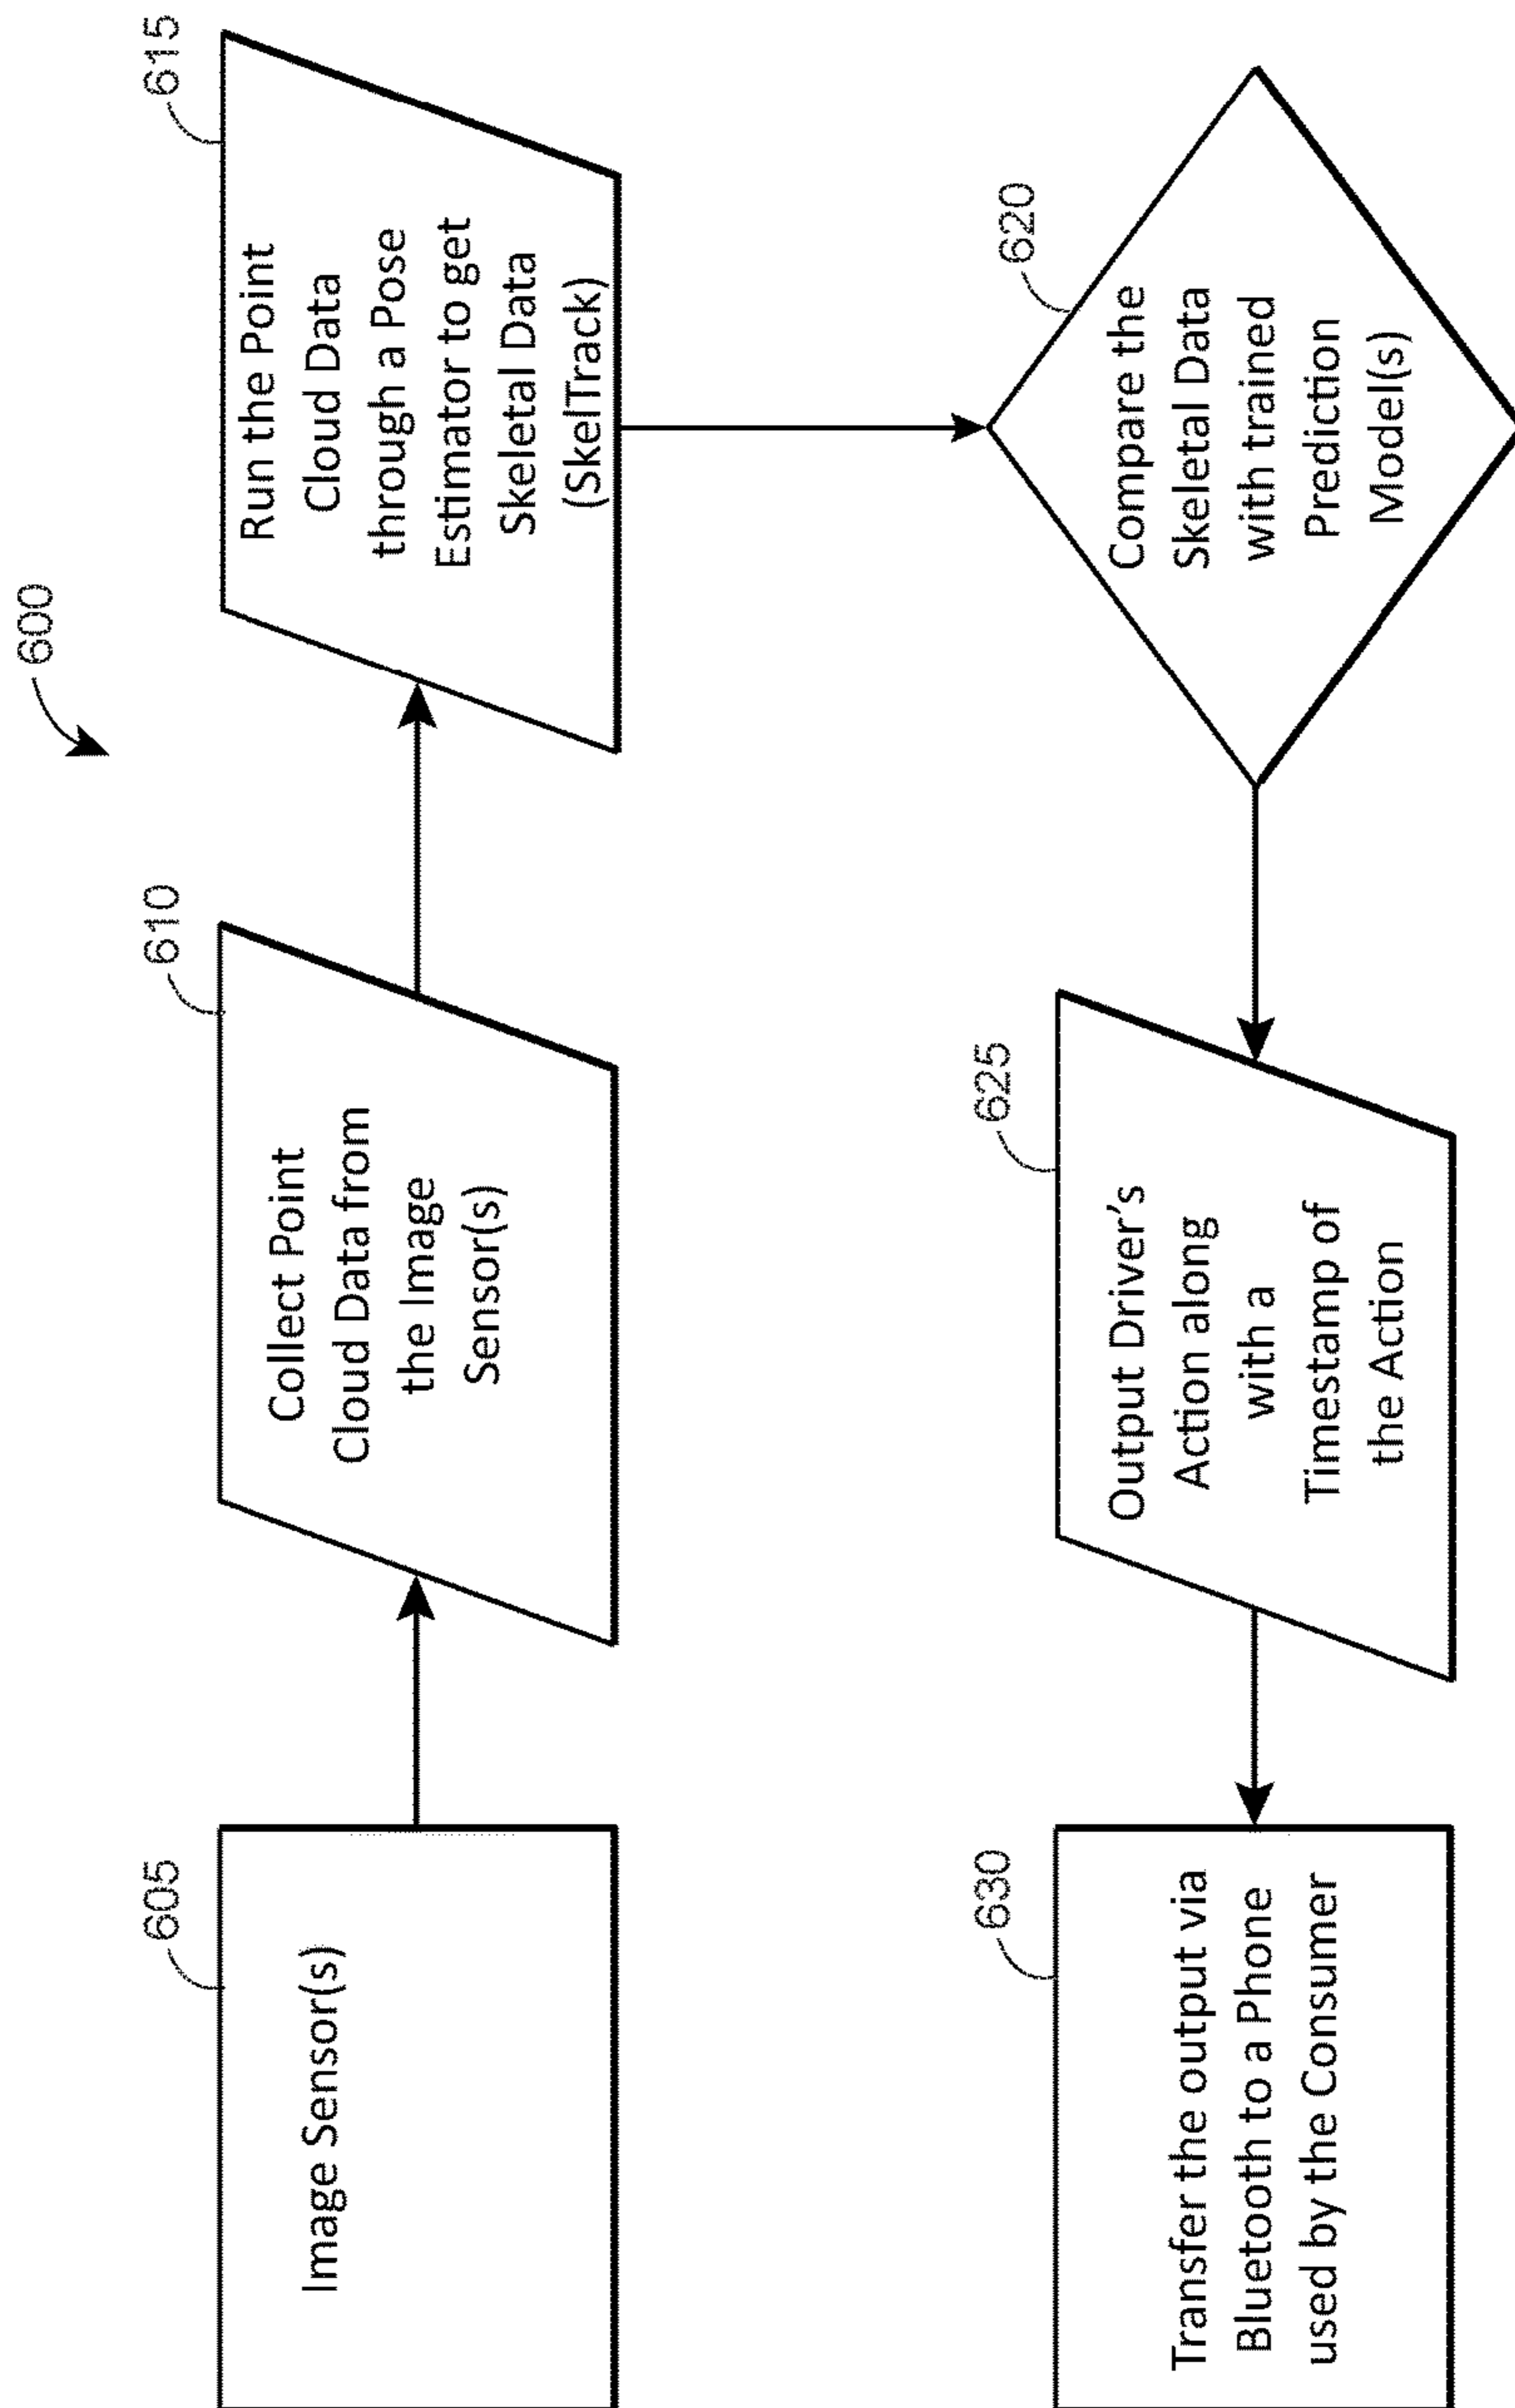 600
605
Image Sensor(s)
610
Collect Point
Cloud Data from
the Image
Sensor(s)
615
Run the Point
Cloud Data
through a Pose
Estimator to get
Skeletal Data
(SkelTrack)
620
Compare the
Skeletal Data
with trained
Prediction
Model(s)
625
Output Driver's
Action along
with a
Timestamp of
the Action
630
Transfer the output via
Bluetooth to a Phone
used by the Consumer